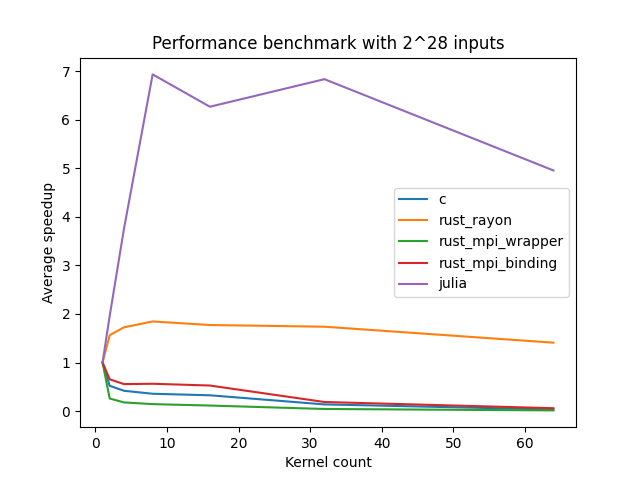 Performance benchmark with 2^28 inputs
7
6
5
4
3
2
1
0
Average speedup
c
rust_rayon
rust_mpi_wrapper
rust_mpi_binding
julia
0 10 20 30 40 50 60
Kernel count